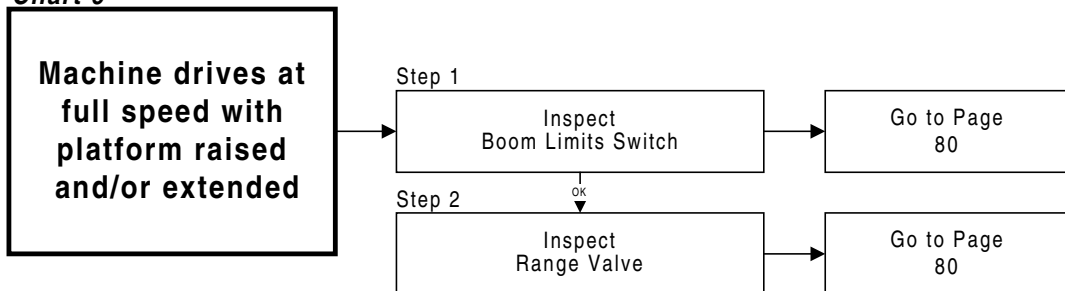 Machine drives at
full speed with
platform raised
and/or extended
Step 1
Inspect
Boom Limits Switch
Go to Page
80
OK
Step 2
Inspect
Range Valve
Go to Page
80